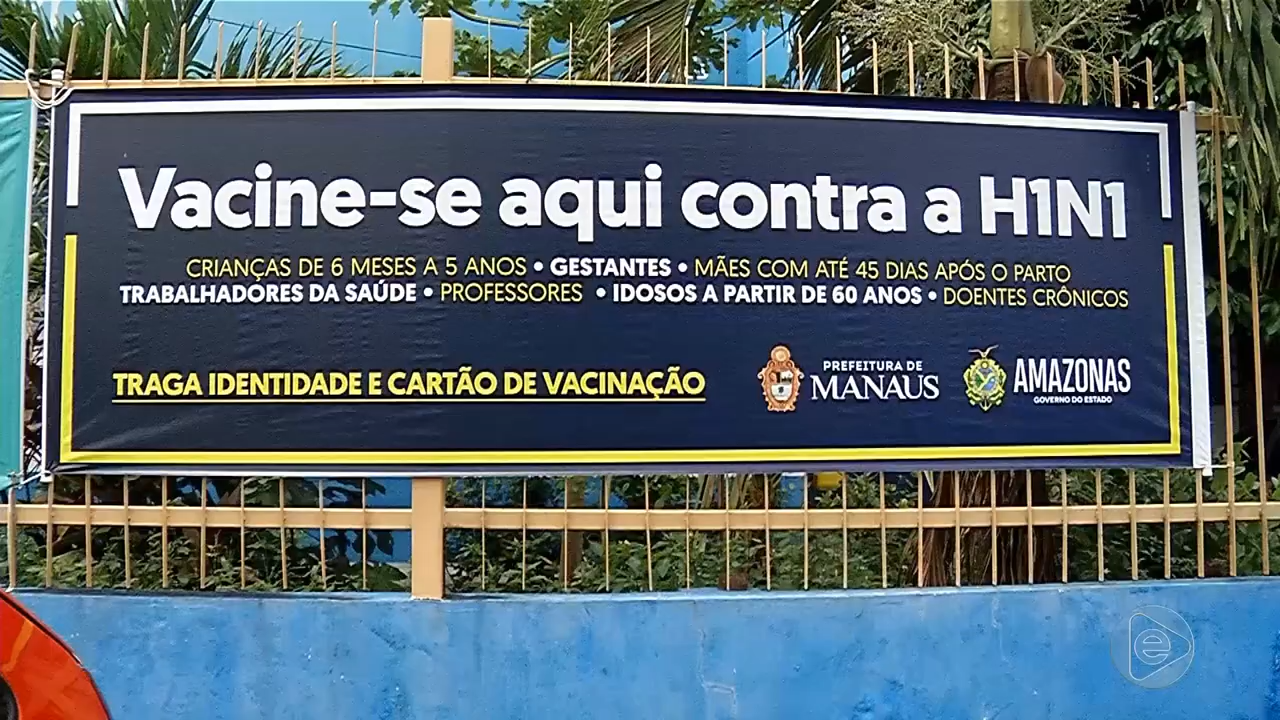 Vacine-se aqui contra a H1N1
CRIANÇAS DE 6 MESES A 5 ANOS • GESTANTES • MÃES COM ATÉ 45 DIAS APÓS O PARTO
TRABALHADORES DA SAÚDE • PROFESSORES • IDOSOS A PARTIR DE 60 ANOS • DOENTES CRÔNICOS
TRAGA IDENTIDADE E CARTÃO DE VACINAÇÃO
PREFEITURA DE
MANAUS
AMAZONAS
GOVERNO DO ESTADO
e